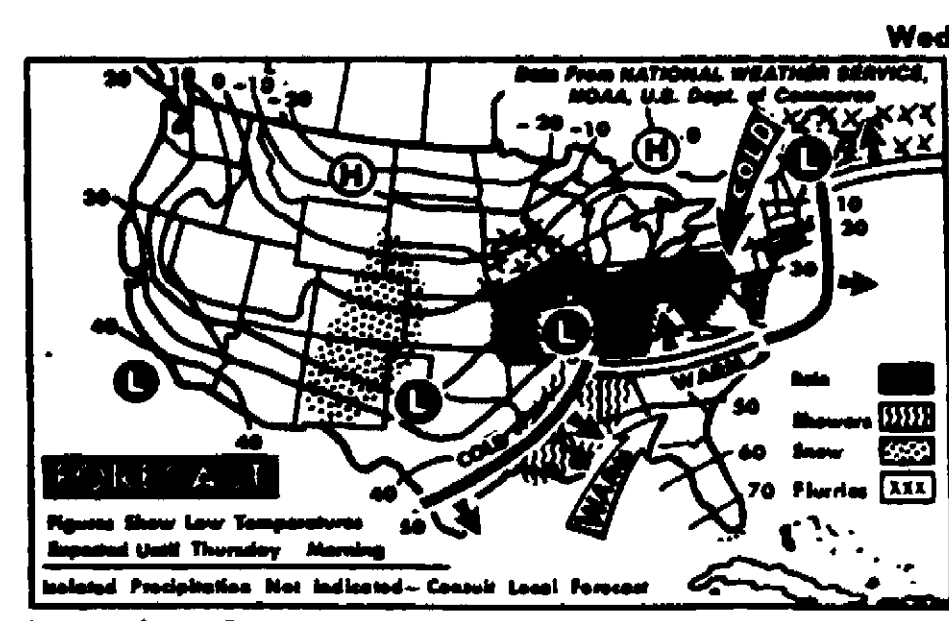 Wed
Data From NATIONAL WEATHER SERVICE,
NOAA, U.S. Dept. of Commerce
20 10 0 -10 -20
-20 -10 0
H
H
COLD
L
30
10
20
30
40
L
L
L
WARM
COLD
WARM
40
40
50
50
60
70
Rain
Showers
Snow
Flurries XXX
FORECAST
Figures Show Low Temperatures
Expected Until Thursday Morning
Isolated Precipitation Not Indicated - Consult Local Forecast